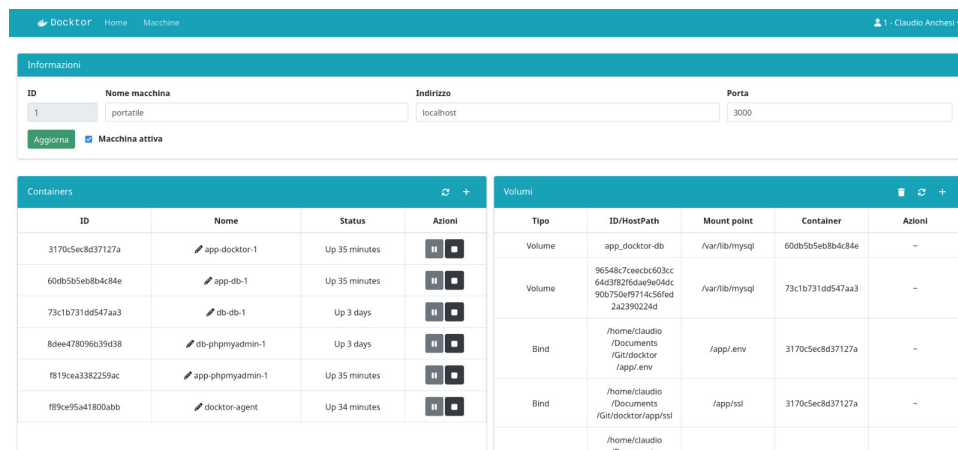 Docktor Home Macchine 1 - Claudio Anchesi
Informazioni
ID Nome macchina Indirizzo Porta
1 portatile localhost 3000
Aggiorna Macchina attiva
Containers
ID Nome Status Azioni
3170c5ec8d37127a app-docktor-1 Up 35 minutes
60db5b5eb8b4c84e app-db-1 Up 35 minutes
73c1b731dd547aa3 db-db-1 Up 3 days
8dee478096b39d38 db-phpmyadmin-1 Up 3 days
f819cea3382259ac app-phpmyadmin-1 Up 35 minutes
f89ce95a41800abb docktor-agent Up 34 minutes
Volumi
Tipo ID/HostPath Mount point Container Azioni
Volume app_docktor-db /var/lib/mysql 60db5b5eb8b4c84e ~
96548c7ceecbc603cc
64d3f82f6dae9e04dc
Volume /var/lib/mysql 73c1b731dd547aa3 ~
90b750ef9714c56fed
2a2390224d
/home/claudio
/Documents
Bind /app/.env 3170c5ec8d37127a ~
/Git/docktor
/app/.env
/home/claudio
Bind /Documents /app/ssl 3170c5ec8d37127a ~
/Git/docktor/app/ssl
/home/claudio